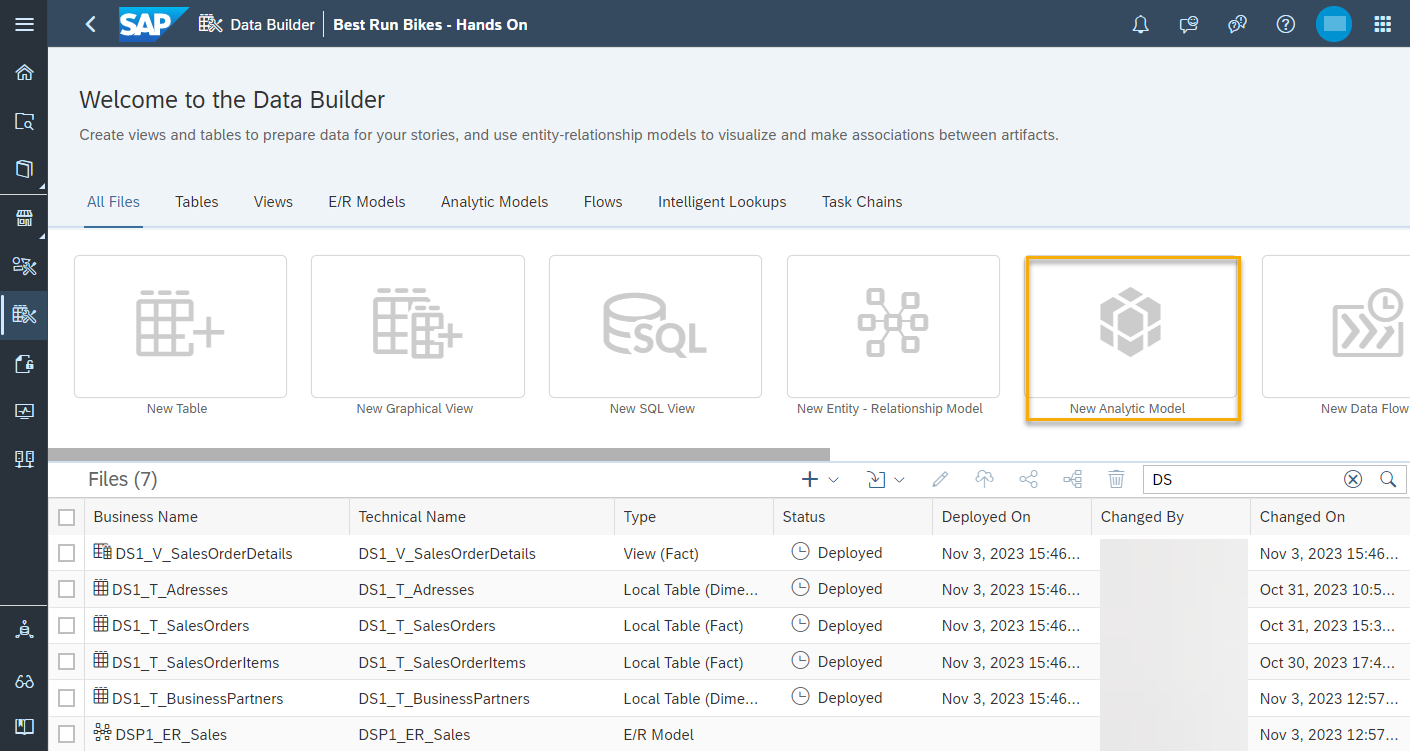 SAP Data Builder Best Run Bikes - Hands On
Welcome to the Data Builder
Create views and tables to prepare data for your stories, and use entity-relationship models to visualize and make associations between artifacts.
All Files Tables Views E/R Models Analytic Models Flows Intelligent Lookups Task Chains
SQL
New Table New Graphical View New SQL View New Entity - Relationship Model New Analytic Model New Data Flow
Files (7) DS
Business Name Technical Name Type Status Deployed On Changed By Changed On
DS1_V_SalesOrderDetails DS1_V_SalesOrderDetails View (Fact) Deployed Nov 3, 2023 15:46... Nov 3, 2023 15:46...
DS1_T_Adresses DS1_T_Adresses Local Table (Dime... Deployed Nov 3, 2023 15:46... Oct 31, 2023 10:5...
DS1_T_SalesOrders DS1_T_SalesOrders Local Table (Fact) Deployed Nov 3, 2023 15:46... Oct 31, 2023 15:3...
DS1_T_SalesOrderItems DS1_T_SalesOrderItems Local Table (Fact) Deployed Nov 3, 2023 15:46... Oct 30, 2023 17:4...
DS1_T_BusinessPartners DS1_T_BusinessPartners Local Table (Dime... Deployed Nov 3, 2023 15:46... Nov 3, 2023 12:57...
DSP1_ER_Sales DSP1_ER_Sales E/R Model Nov 3, 2023 12:57...